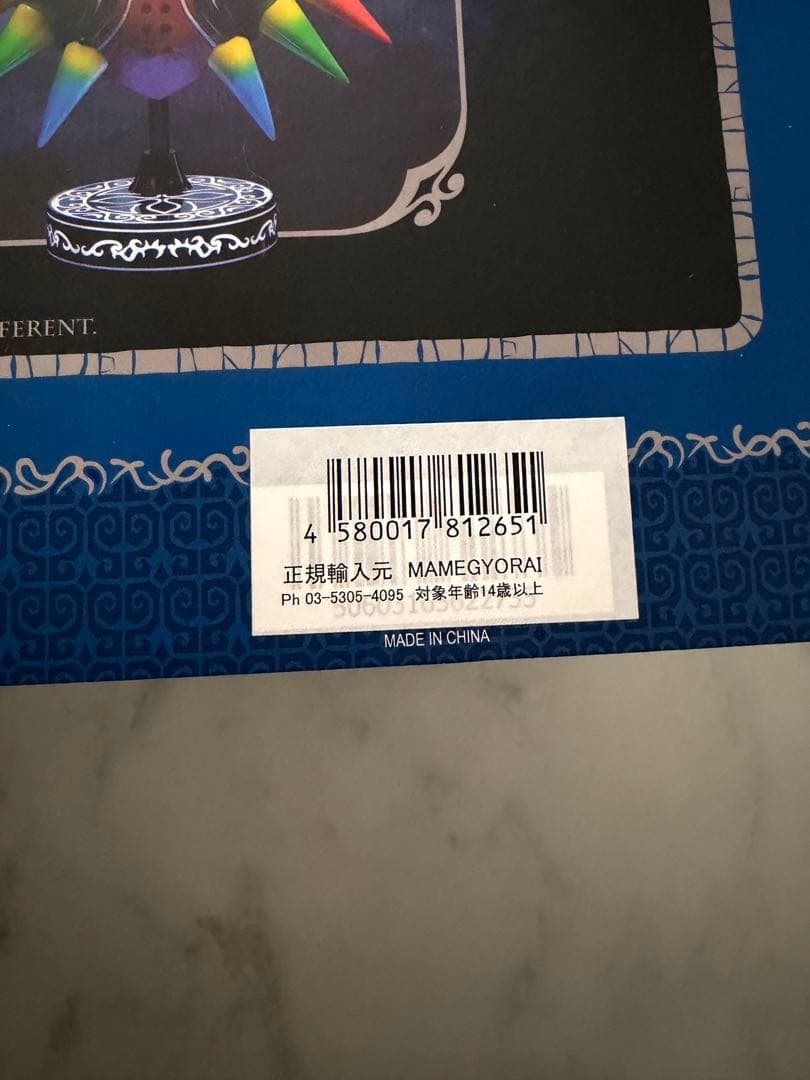 FERENT.
4 580017 812651
正規輸入元 MAMEGYORAI
Ph 03-5305-4095 対象年齢14歳以上
MADE IN CHINA